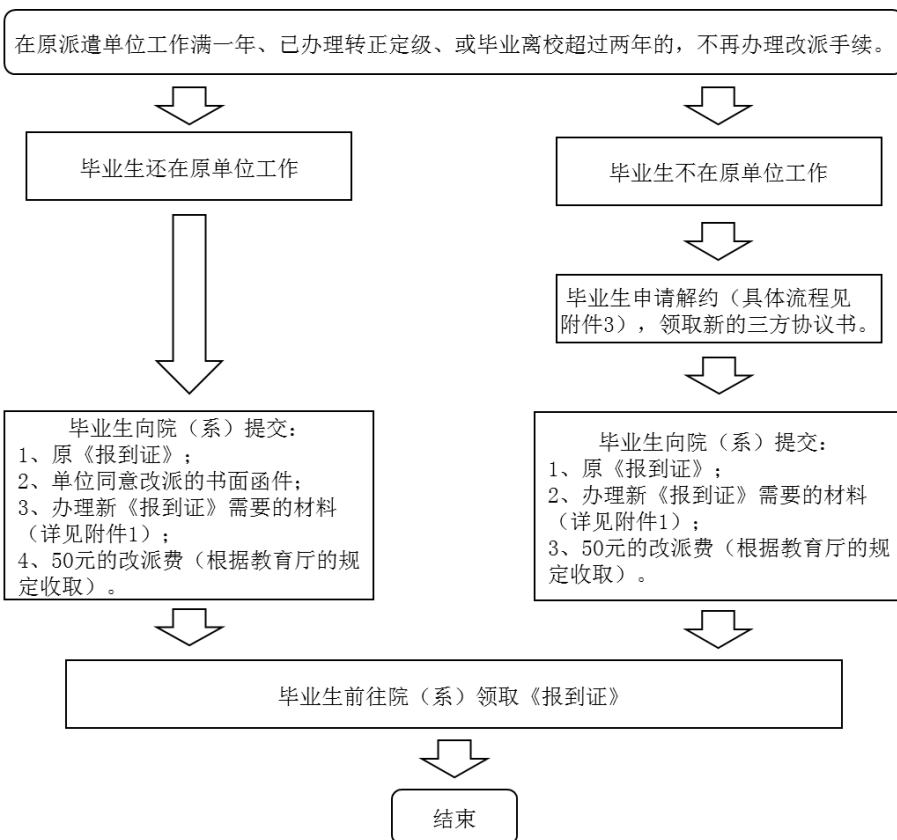 在原派遣单位工作满一年、已办理转正定级、或毕业离校超过两年的，不再办理改派手续。
毕业生还在原单位工作
毕业生不在原单位工作
毕业生申请解约（具体流程见
附件3），领取新的三方协议书。
毕业生向院（系）提交：
1、原《报到证》；
2、单位同意改派的书面函件；
3、办理新《报到证》需要的材料
（详见附件1）；
4、50元的改派费（根据教育厅的规
定收取）。
毕业生向院（系）提交：
1、原《报到证》；
2、办理新《报到证》需要的材料
（详见附件1）；
3、50元的改派费（根据教育厅的规
定收取）。
毕业生前往院（系）领取《报到证》
结束